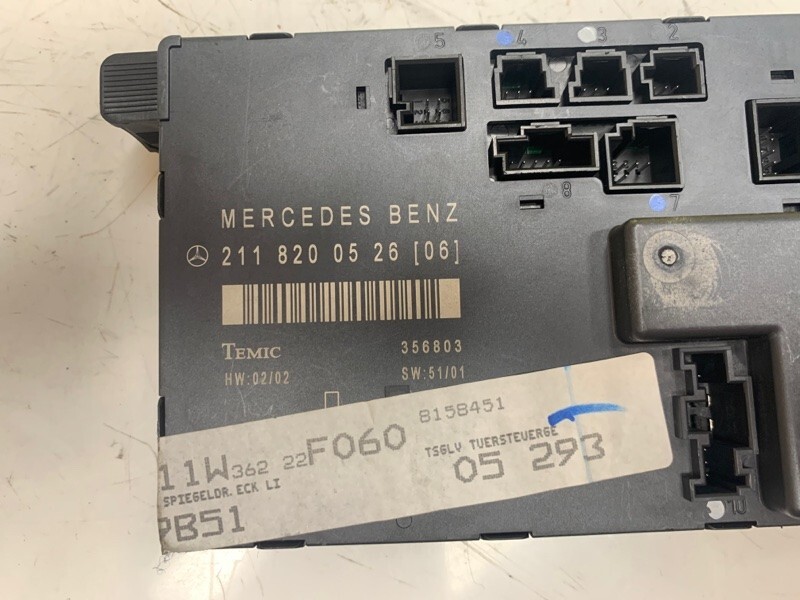 5 4 3 2
8 7
MERCEDES BENZ
211 820 05 26 [06]
TEMIC 356803
HW:02/02 SW:51/01
8158451
11W 362 22 F060 TSGLV TUERSTEUERGE
SPIEGELDR. ECK LI 05 293
PB51